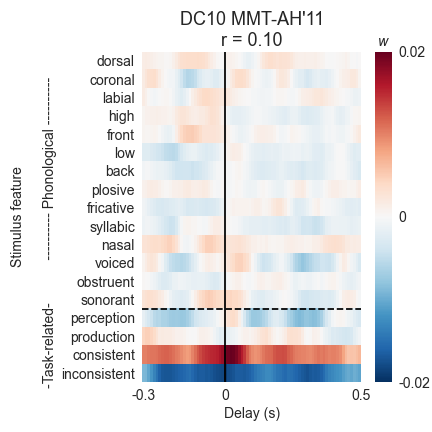 DC10 MMT-AH'11
r = 0.10
w
dorsal
coronal
labial
high
front
low
back
plosive
fricative
syllabic
nasal
voiced
obstruent
sonorant
perception
production
consistent
inconsistent
Stimulus feature
-Task-related- ----------- Phonological -----------
0.02
0
-0.02
-0.3 0 0.5
Delay (s)